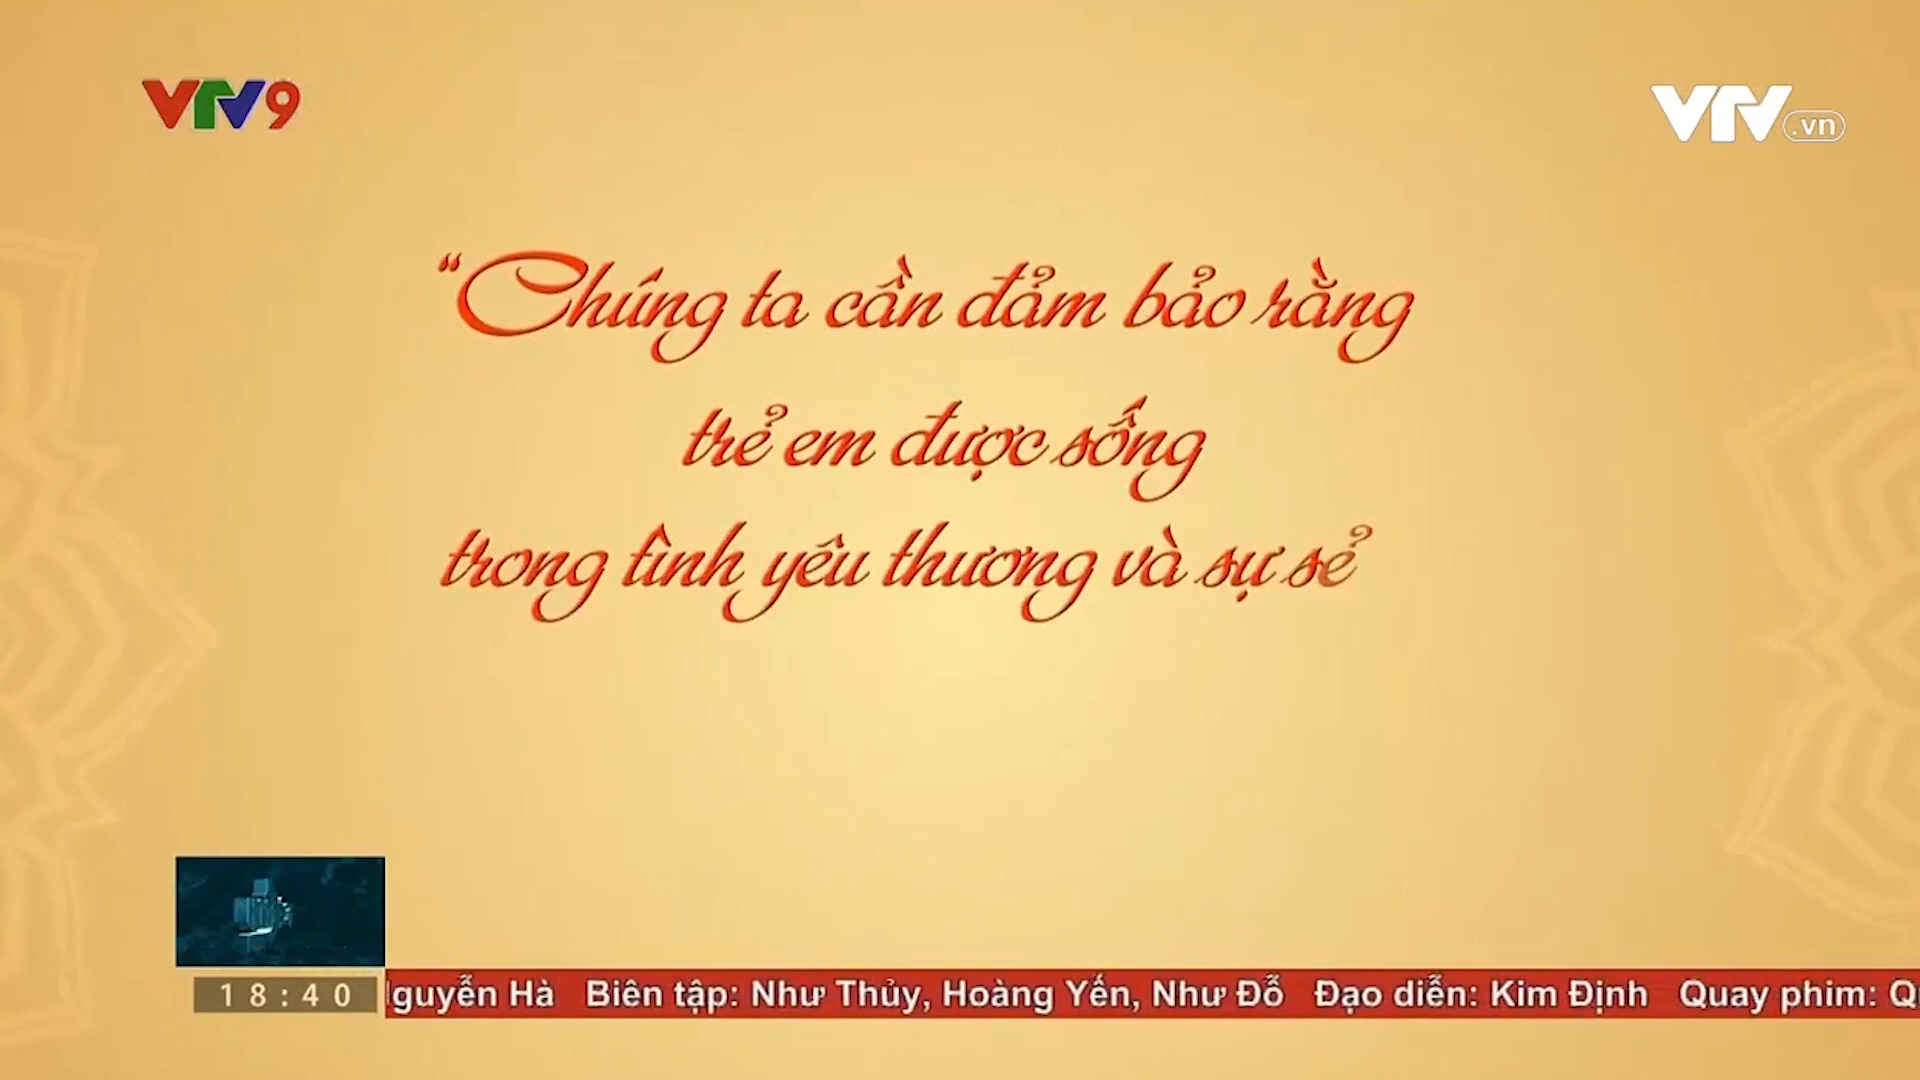 VTV9
VTV.vn
“Chúng ta cần đảm bảo rằng
trẻ em được sống
trong tình yêu thương và sự sẻ
18:40
guyễn Hà Biên tập: Như Thủy, Hoàng Yến, Như Đỗ Đạo diễn: Kim Định Quay phim: Q